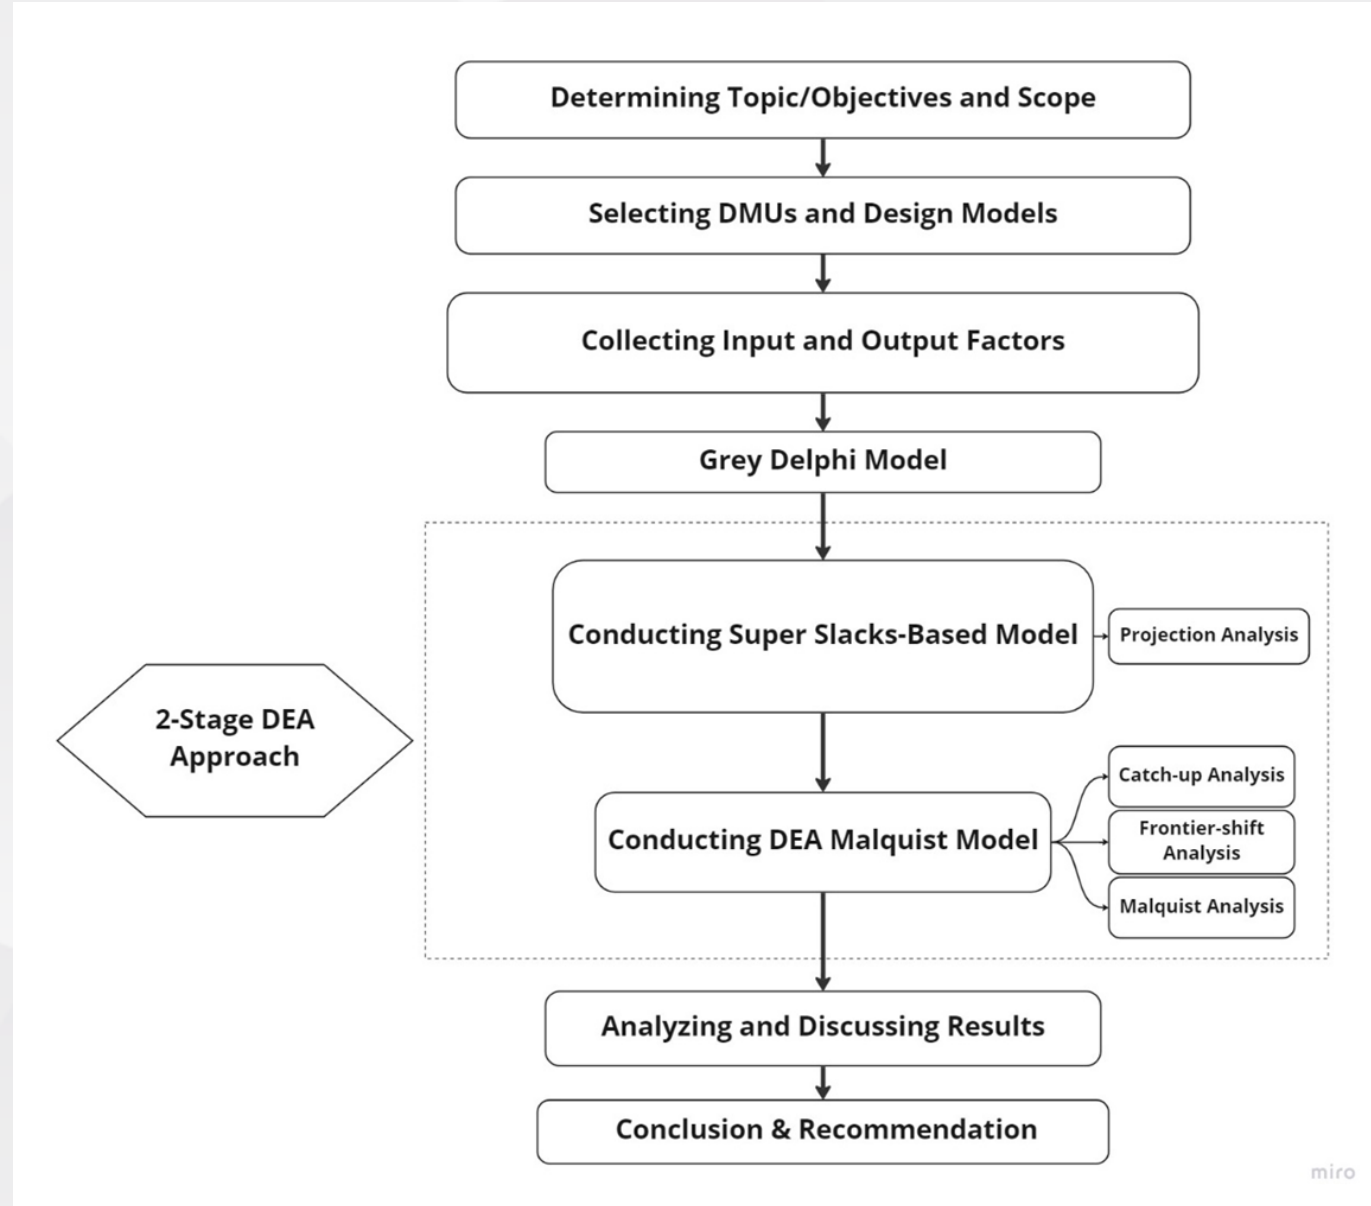 Determining Topic/Objectives and Scope
Selecting DMUs and Design Models
Collecting Input and Output Factors
Grey Delphi Model
Conducting Super Slacks-Based Model
Projection Analysis
2-Stage DEA
Approach
Conducting DEA Malquist Model
Catch-up Analysis
Frontier-shift
Analysis
Malquist Analysis
Analyzing and Discussing Results
Conclusion & Recommendation
miro